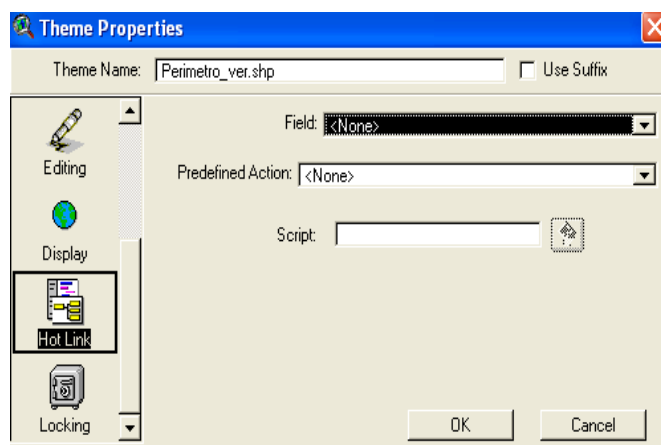 Theme Properties
Theme Name: Perimetro_ver.shp Use Suffix
Field: <None>
Editing
Predefined Action: <None>
Display
Script:
Hot Link
Locking
OK Cancel